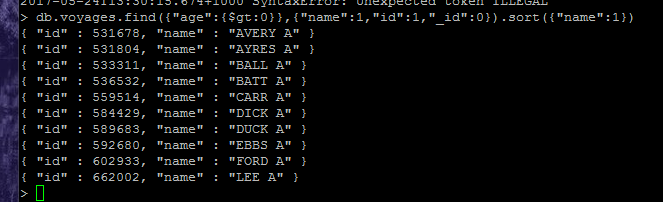 2017-05-24T13:30:15.674+1000 SyntaxError: Unexpected token ILLEGAL
> db.voyages.find({"age":{$gt:0}},{"name":1,"id":1,"_id":0}).sort({"name":1})
{ "id" : 531678, "name" : "AVERY A" }
{ "id" : 531804, "name" : "AYRES A" }
{ "id" : 533311, "name" : "BALL A" }
{ "id" : 536532, "name" : "BATT A" }
{ "id" : 559514, "name" : "CARR A" }
{ "id" : 584429, "name" : "DICK A" }
{ "id" : 589683, "name" : "DUCK A" }
{ "id" : 592680, "name" : "EBBS A" }
{ "id" : 602933, "name" : "FORD A" }
{ "id" : 662002, "name" : "LEE A" }
>